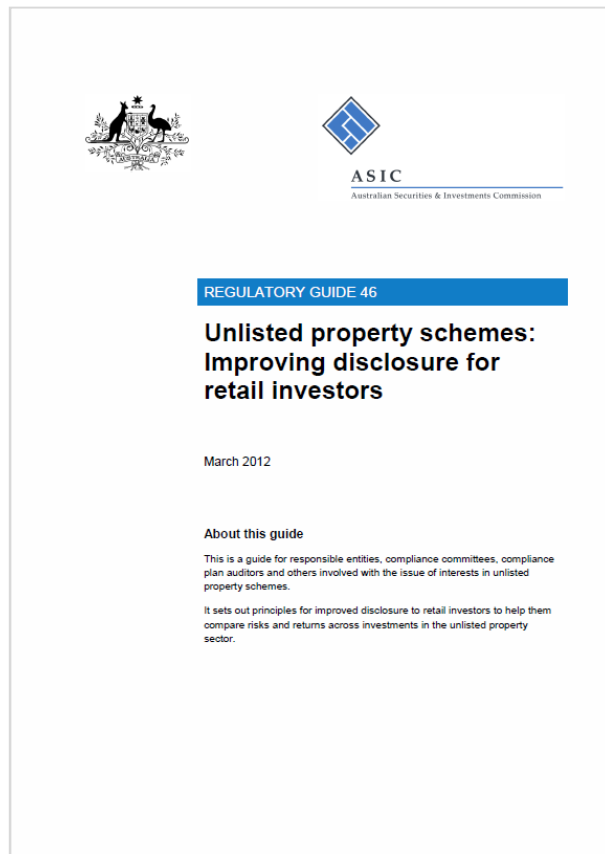 AUSTRALIA
ASIC
Australian Securities & Investments Commission
REGULATORY GUIDE 46
Unlisted property schemes:
Improving disclosure for
retail investors
March 2012
About this guide
This is a guide for responsible entities, compliance committees, compliance
plan auditors and others involved with the issue of interests in unlisted
property schemes.
It sets out principles for improved disclosure to retail investors to help them
compare risks and returns across investments in the unlisted property
sector.